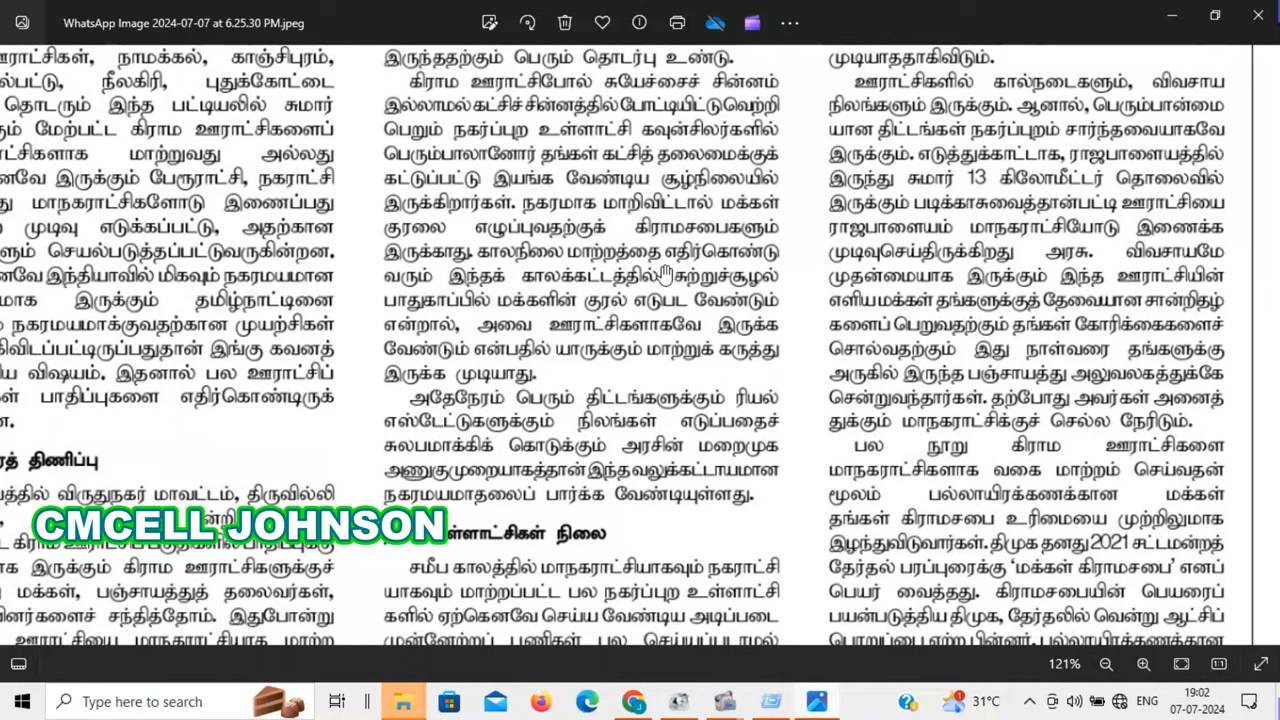 WhatsApp Image 2024-07-07 at 6.25.30 PM.jpeg
நாமக்கல், காஞ்சிபுரம்,
நீலகிரி, புதுக்கோட்டை
தொடரும் இந்த பட்டியலில் சுமார்
மேற்பட்ட கிராம ஊராட்சிகளைப்
மாற்றுவது அல்லது
இருக்கும் பேரூராட்சி, நகராட்சி
மாநகராட்சிகளோடு இணைப்பது
முடிவு எடுக்கப்பட்டு, அதற்கான
செயல்படுத்தப்பட்டுவருகின்றன.
இந்தியாவில் மிகவும் நகரமயமான
இருக்கும் தமிழ்நாட்டினை
நகரமயமாக்குவதற்கான முயற்சிகள்
இங்கு கவனத்
விஷயம். இதனால் பல ஊராட்சிப்
பாதிப்புகளை எதிர்கொண்டிருக்
திணிப்பு
விருதுநகர் மாவட்டம், திருவில்லி
இருக்கும் கிராம ஊராட்சிகளுக்குச்
மக்கள், பஞ்சாயத்துத் தலைவர்கள்,
சந்தித்தோம். இதுபோன்று
ஊராட்சியை மாநகராட்சியாக மாற்ற
இருந்ததற்கும் பெரும் தொடர்பு உண்டு.
கிராம ஊராட்சிபோல் சுயேச்சைச் சின்னம்
இல்லாமல் கட்சிச் சின்னத்தில் போட்டியிட்டு வெற்றி
பெறும் நகர்ப்புற உள்ளாட்சி கவுன்சிலர்களில்
பெரும்பாலானோர் தங்கள் கட்சித் தலைமைக்குக்
கட்டுப்பட்டு இயங்க வேண்டிய சூழ்நிலையில்
இருக்கிறார்கள். நகரமாக மாறிவிட்டால் மக்கள்
குரலை எழுப்புவதற்குக் கிராமசபைகளும்
இருக்காது. காலநிலை மாற்றத்தை எதிர்கொண்டு
வரும் இந்தக் காலக்கட்டத்தில் சுற்றுச்சூழல்
பாதுகாப்பில் மக்களின் குரல் எடுபட வேண்டும்
என்றால், அவை ஊராட்சிகளாகவே இருக்க
வேண்டும் என்பதில் யாருக்கும் மாற்றுக் கருத்து
இருக்க முடியாது.
அதேநேரம் பெரும் திட்டங்களுக்கும் ரியல்
எஸ்டேட்டுகளுக்கும் நிலங்கள் எடுப்பதைச்
சுலபமாக்கிக் கொடுக்கும் அரசின் மறைமுக
அணுகுமுறையாகத்தான் இந்த வலுக்கட்டாயமான
நகரமயமாதலைப் பார்க்க வேண்டியுள்ளது.
நிலை
சமீப காலத்தில் மாநகராட்சியாகவும் நகராட்சி
யாகவும் மாற்றப்பட்ட பல நகர்ப்புற உள்ளாட்சி
களில் ஏற்கெனவே செய்ய வேண்டிய அடிப்படை
முன்னேற்றப் பணிகள் பல செய்யப்படாமல்
முடியாததாகிவிடும்.
ஊராட்சிகளில் கால்நடைகளும், விவசாய
நிலங்களும் இருக்கும். ஆனால், பெரும்பான்மை
யான திட்டங்கள் நகர்ப்புறம் சார்ந்தவையாகவே
இருக்கும். எடுத்துக்காட்டாக, ராஜபாளையத்தில்
இருந்து சுமார் 13 கிலோமீட்டர் தொலைவில்
இருக்கும் படிக்காசுவைத்தான்பட்டி ஊராட்சியை
ராஜபாளையம் மாநகராட்சியோடு இணைக்க
முடிவுசெய்திருக்கிறது அரசு. விவசாயமே
முதன்மையாக இருக்கும் இந்த ஊராட்சியின்
எளிய மக்கள் தங்களுக்குத் தேவையான சான்றிதழ்
களைப் பெறுவதற்கும் தங்கள் கோரிக்கைகளைச்
சொல்வதற்கும் இது நாள்வரை தங்களுக்கு
அருகில் இருந்த பஞ்சாயத்து அலுவலகத்துக்கே
சென்றுவந்தார்கள். தற்போது அவர்கள் அனைத்
துக்கும் மாநகராட்சிக்குச் செல்ல நேரிடும்.
பல நூறு கிராம ஊராட்சிகளை
மாநகராட்சிகளாக வகை மாற்றம் செய்வதன்
மூலம் பல்லாயிரக்கணக்கான மக்கள்
தங்கள் கிராமசபை உரிமையை முற்றிலுமாக
இழந்துவிடுவார்கள். திமுக தனது 2021 சட்டமன்றத்
தேர்தல் பரப்புரைக்கு ‘மக்கள் கிராமசபை’ எனப்
பெயர் வைத்தது. கிராமசபையின் பெயரைப்
பயன்படுத்திய திமுக, தேர்தலில் வென்று ஆட்சிப்
பொறுப்பை ஏற்ற பின்னர், பல்லாயிரக்கணக்கான
CMCELL JOHNSON
121%
Type here to search
31°C
ENG
19:02
07-07-2024